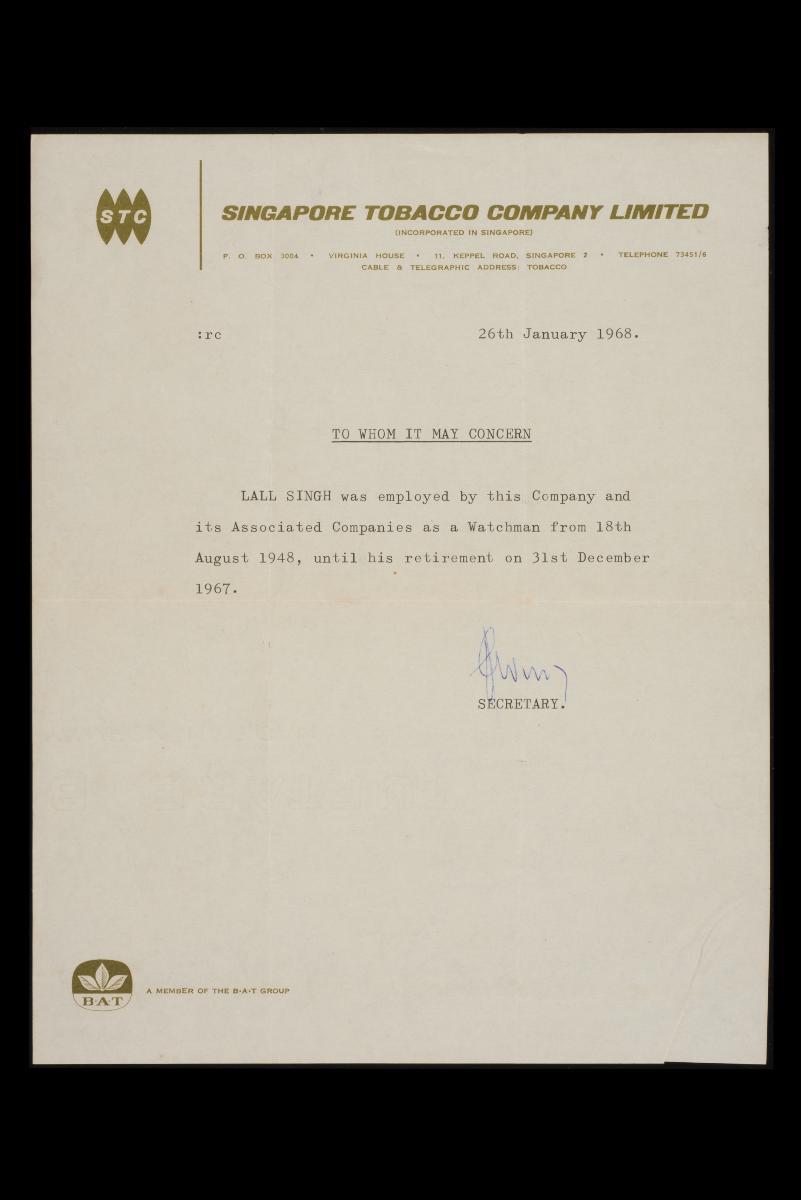 STC
SINGAPORE TOBACCO COMPANY LIMITED
(INCORPORATED IN SINGAPORE)
P. O. BOX 3004 • VIRGINIA HOUSE • 11, KEPPEL ROAD, SINGAPORE 2 • TELEPHONE 73451/6
CABLE & TELEGRAPHIC ADDRESS: TOBACCO
:rc 26th January 1968.
TO WHOM IT MAY CONCERN
LALL SINGH was employed by this Company and
its Associated Companies as a Watchman from 18th
August 1948, until his retirement on 31st December
1967.
SECRETARY.
B·A·T
A MEMBER OF THE B·A·T GROUP